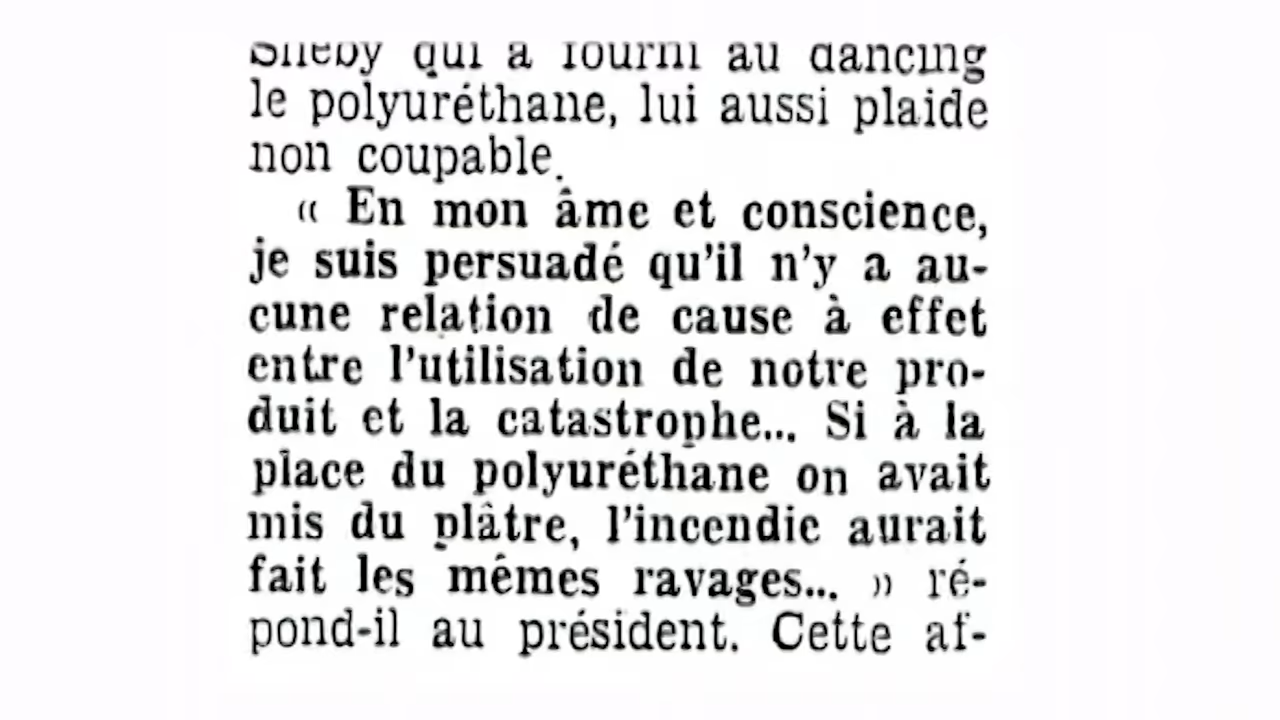 qui a fourni au dancing
le polyuréthane, lui aussi plaide
non coupable.
« En mon âme et conscience,
je suis persuadé qu'il n'y a au-
cune relation de cause à effet
entre l'utilisation de notre pro-
duit et la catastrophe... Si à la
place du polyuréthane on avait
mis du plâtre, l'incendie aurait
fait les mêmes ravages... » ré-
pond-il au président. Cette af-